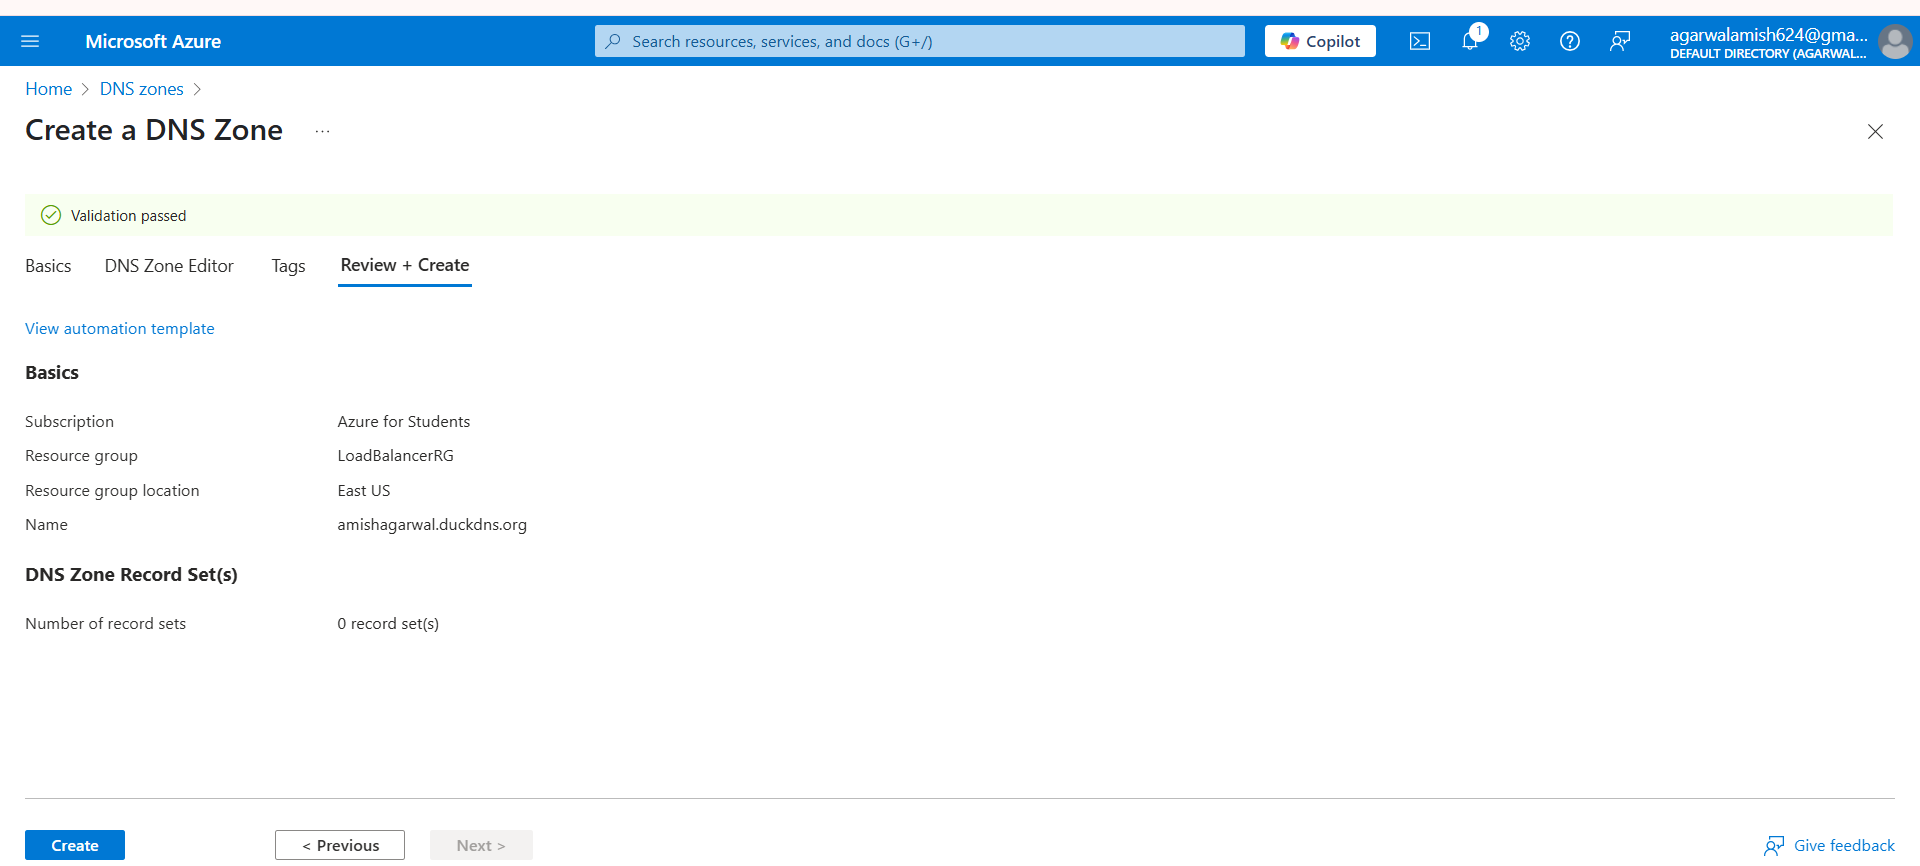 Microsoft Azure
Search resources, services, and docs (G+/)
Copilot
1
agarwalamish624@gma...
DEFAULT DIRECTORY (AGARWAL...
Home > DNS zones >
Create a DNS Zone ...
Validation passed
Basics DNS Zone Editor Tags Review + Create
View automation template
Basics
Subscription Azure for Students
Resource group LoadBalancerRG
Resource group location East US
Name amishagarwal.duckdns.org
DNS Zone Record Set(s)
Number of record sets 0 record set(s)
Create < Previous Next > Give feedback